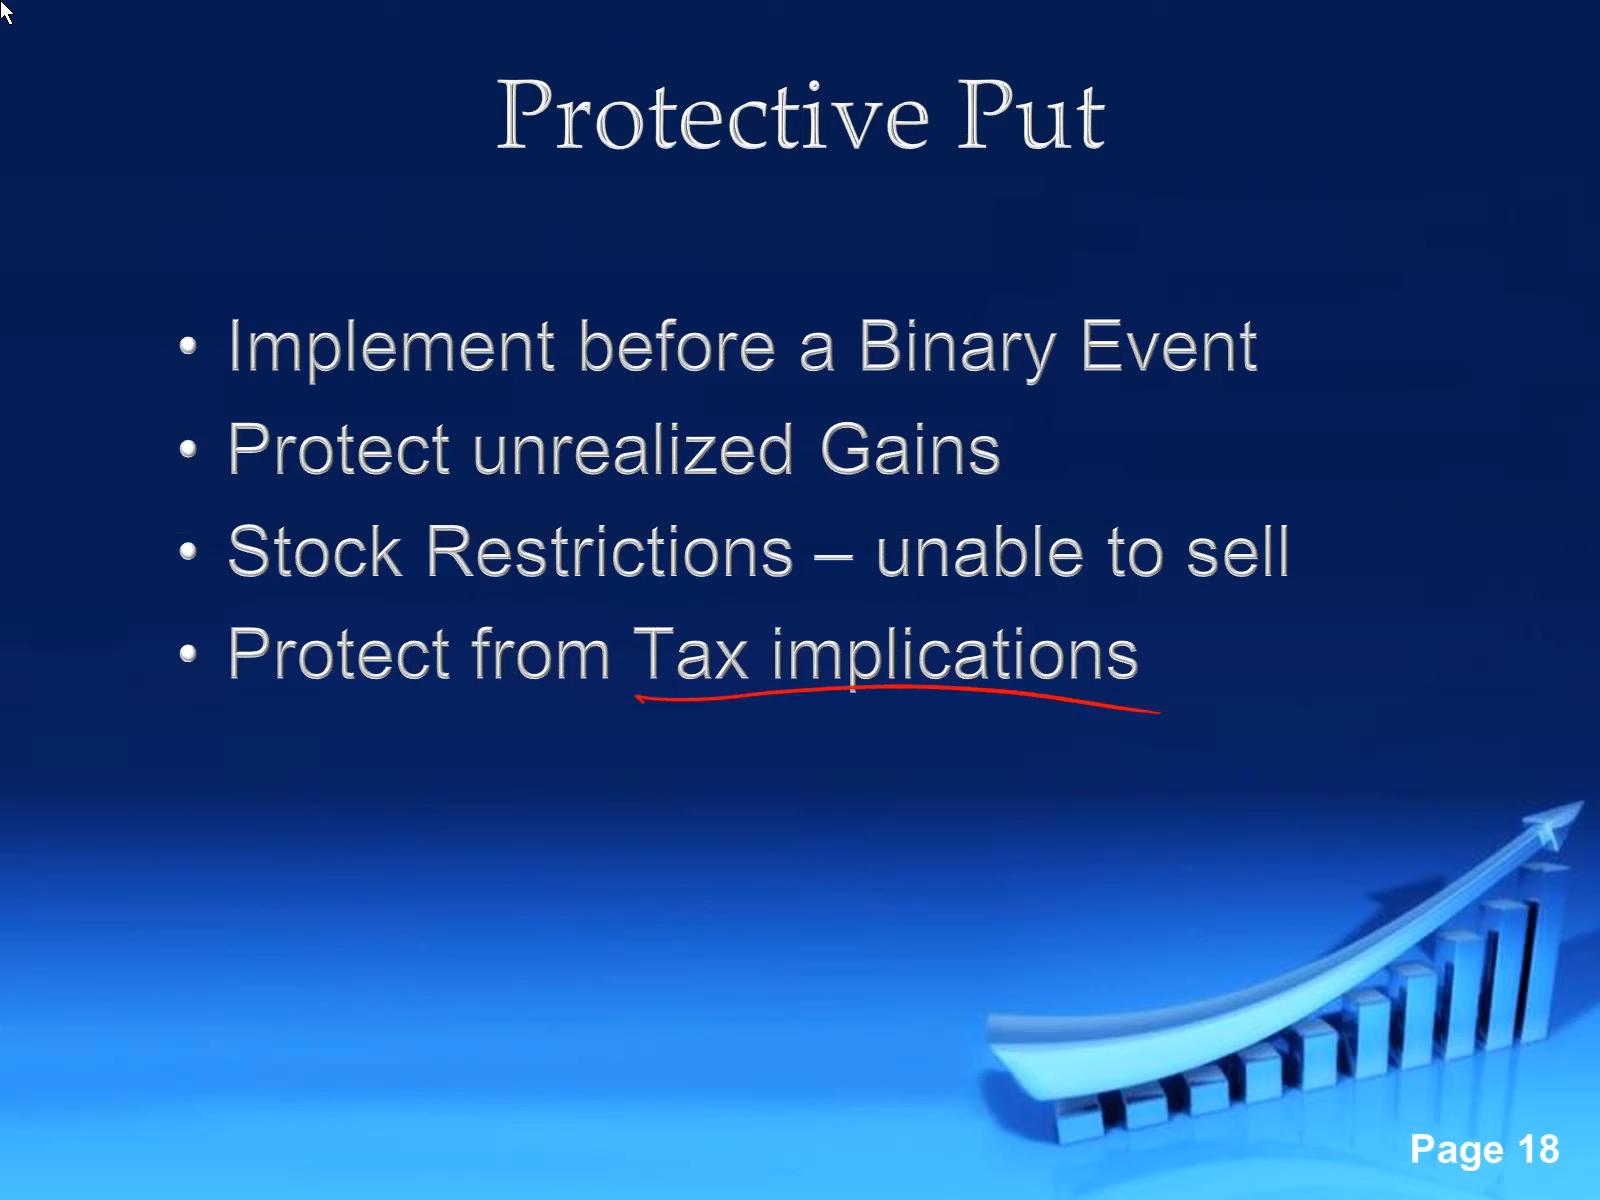 Protective Put
• Implement before a Binary Event
• Protect unrealized Gains
• Stock Restrictions – unable to sell
• Protect from Tax implications
Page 18